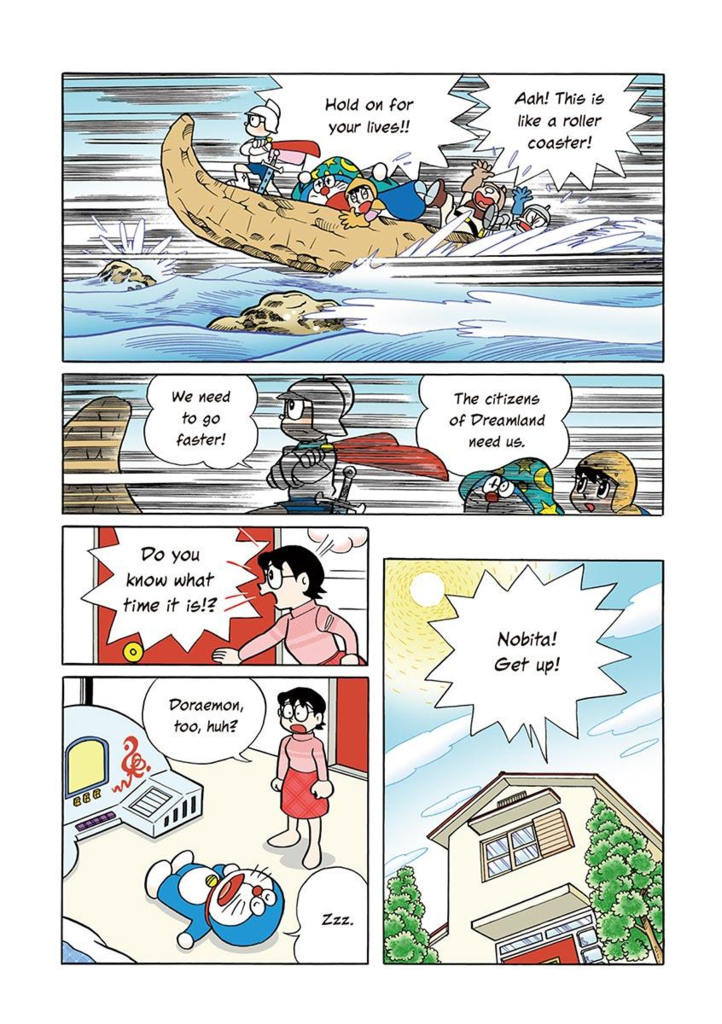 Aah! This is
like a roller
coaster!
Hold on for
your lives!!
The citizens
of Dreamland
need us.
We need
to go
faster!
Nobita!
Get up!
Do you
know what
time it is!?
Doraemon,
too, huh?
Zzz.